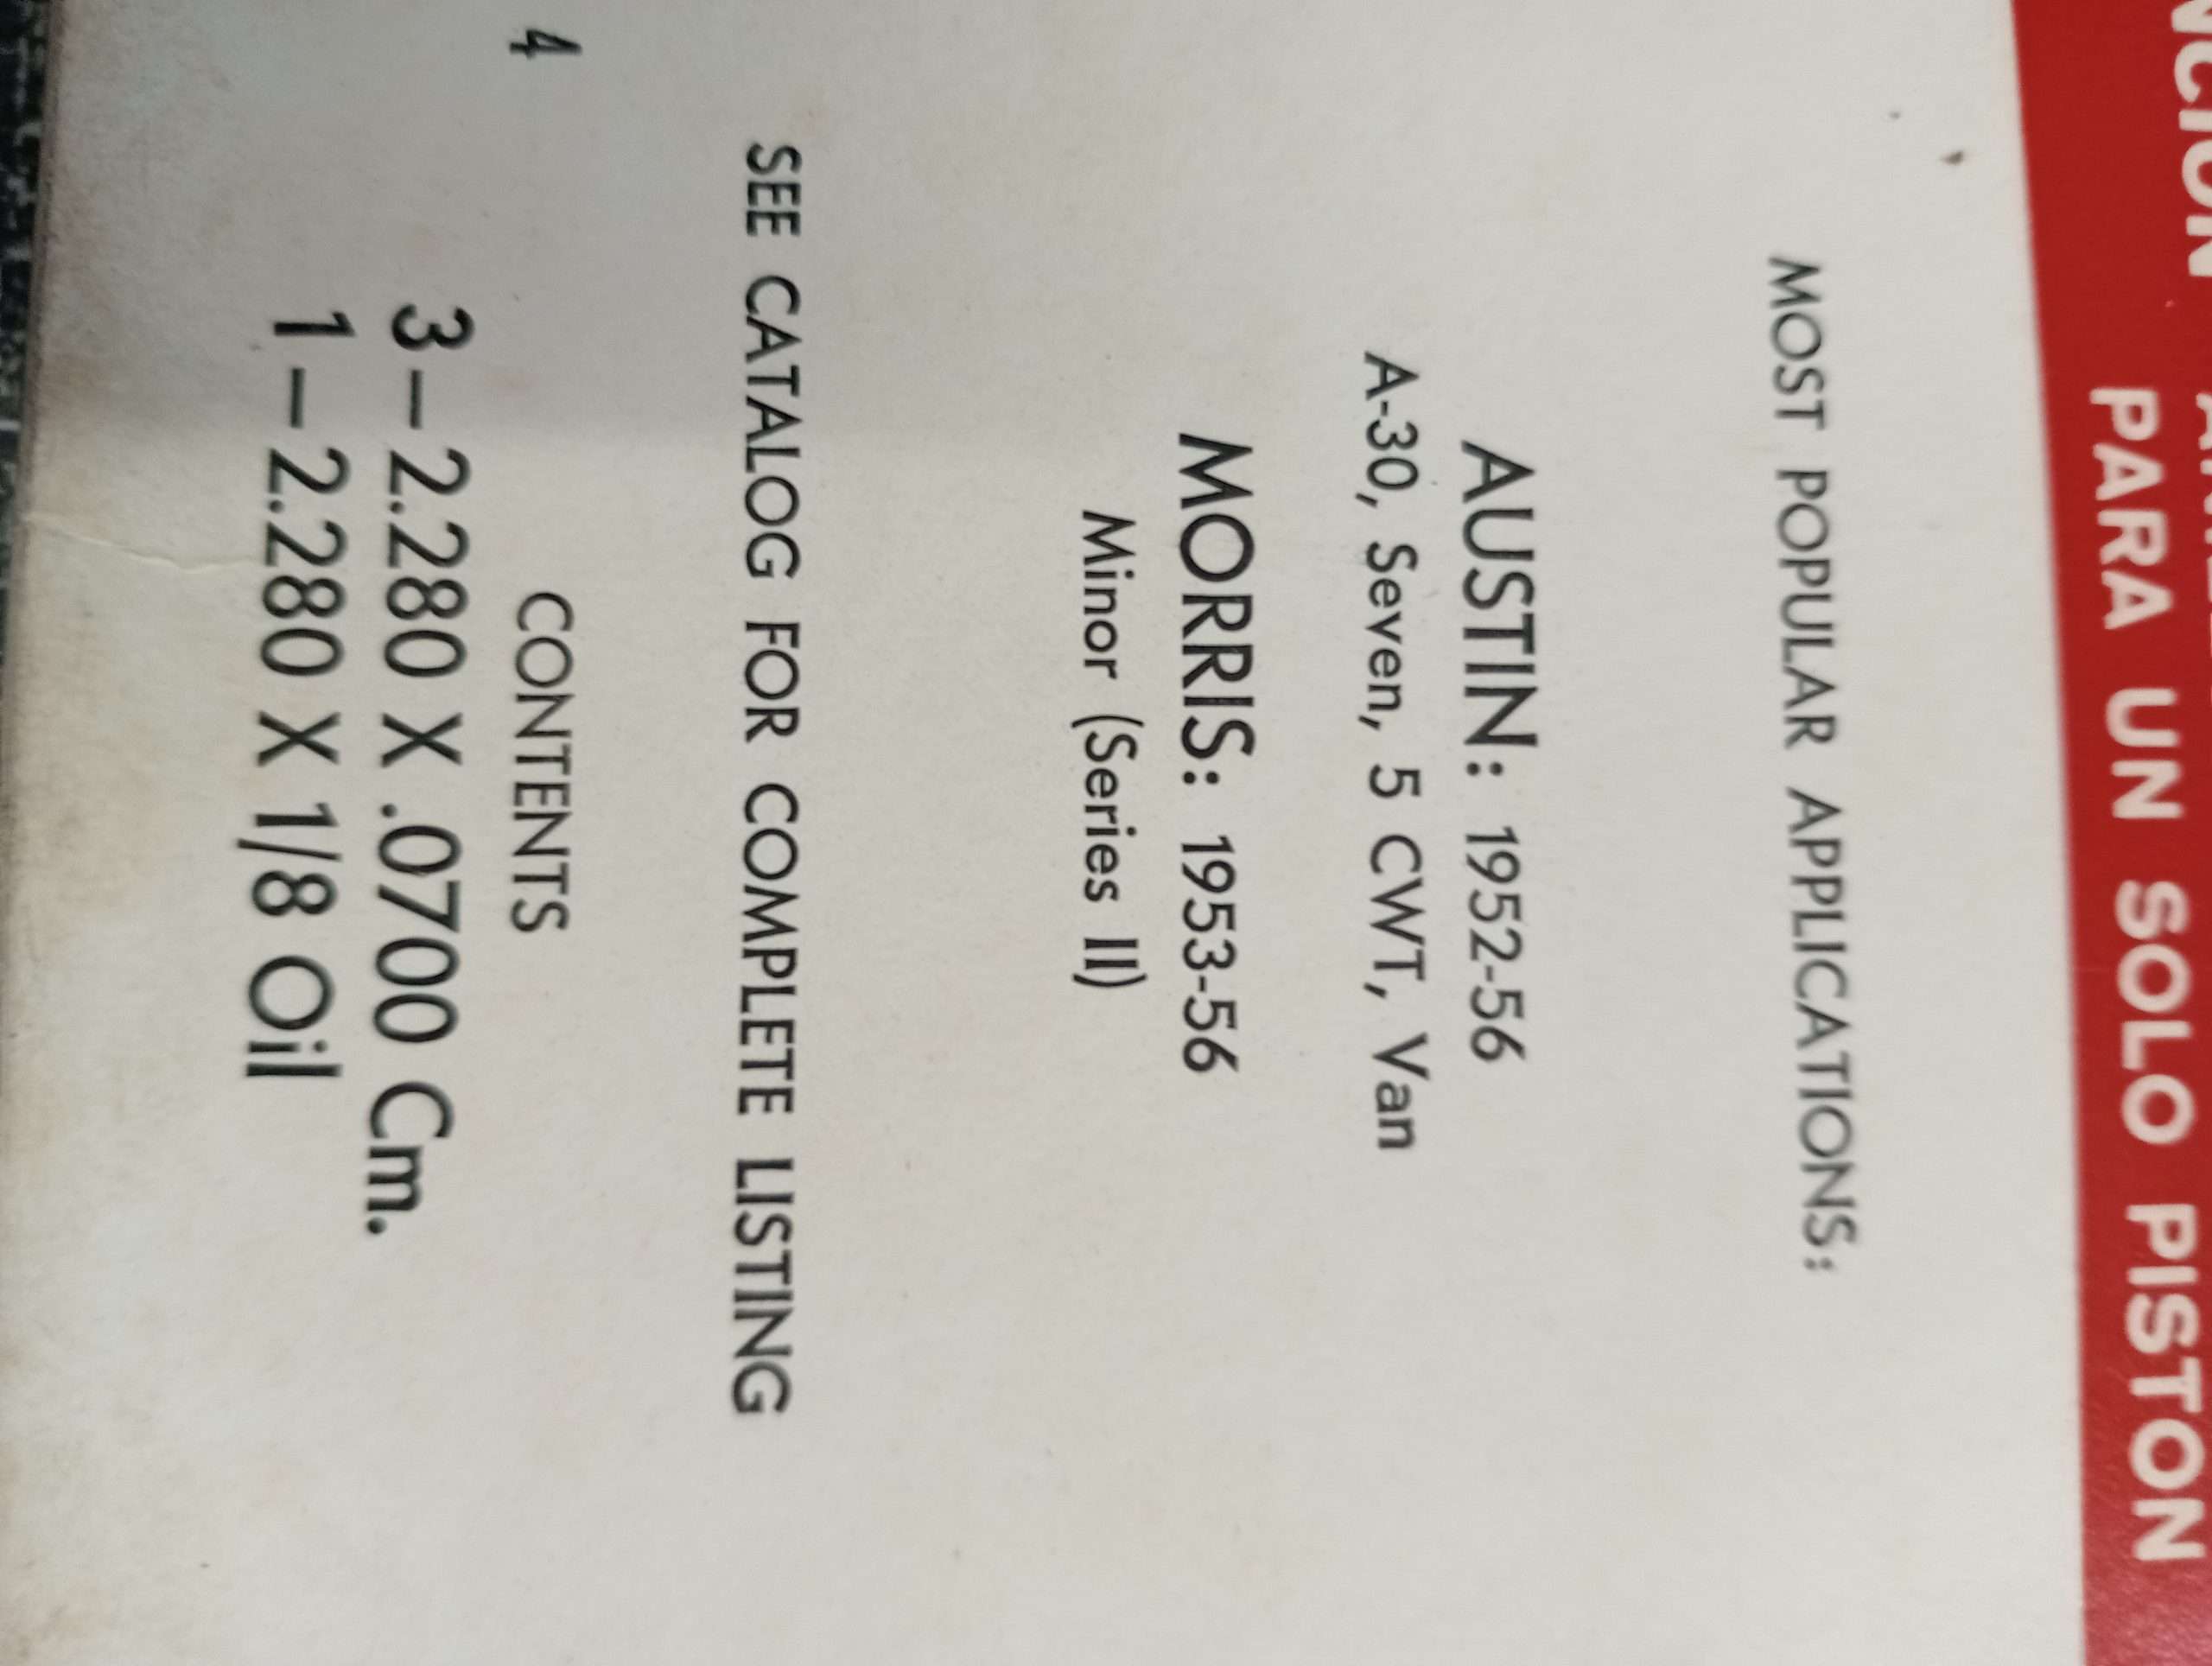 PARA UN SOLO PISTON
MOST POPULAR APPLICATIONS:
AUSTIN: 1952-56
A-30, Seven, 5 CWT, Van
MORRIS: 1953-56
Minor (Series II)
SEE CATALOG FOR COMPLETE LISTING
4 CONTENTS
3 – 2.280 X .0700 Cm.
1 – 2.280 X 1/8 Oil